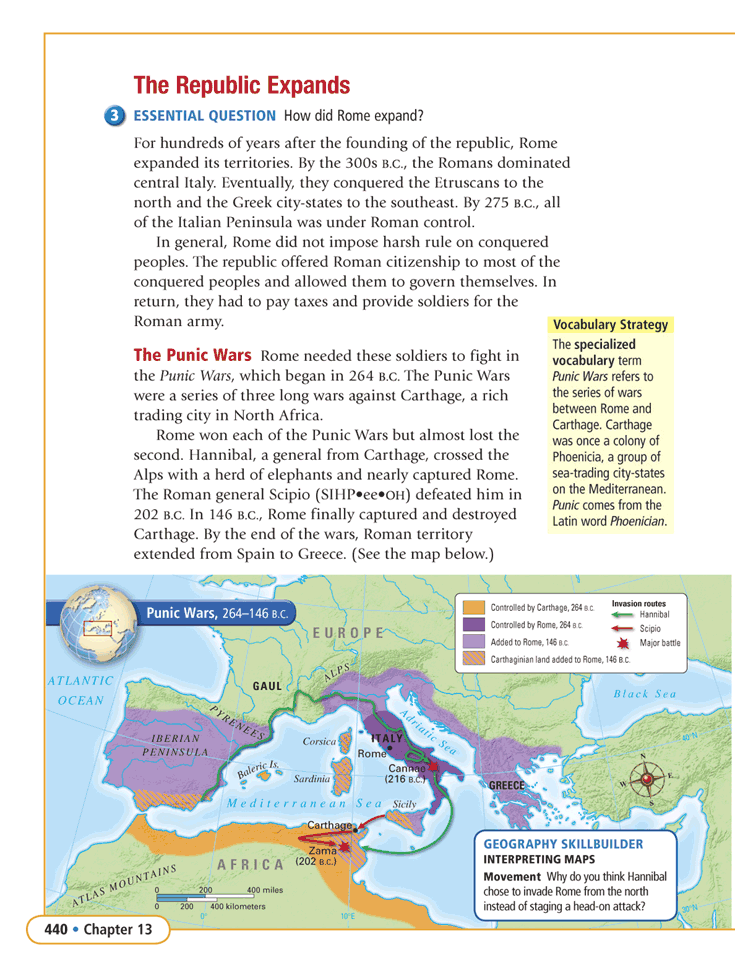 The Republic Expands
3 ESSENTIAL QUESTION How did Rome expand?
For hundreds of years after the founding of the republic, Rome
expanded its territories. By the 300s B.C., the Romans dominated
central Italy. Eventually, they conquered the Etruscans to the
north and the Greek city-states to the southeast. By 275 B.C., all
of the Italian Peninsula was under Roman control.
In general, Rome did not impose harsh rule on conquered
peoples. The republic offered Roman citizenship to most of the
conquered peoples and allowed them to govern themselves. In
return, they had to pay taxes and provide soldiers for the
Roman army.
The Punic Wars Rome needed these soldiers to fight in
the Punic Wars, which began in 264 B.C. The Punic Wars
were a series of three long wars against Carthage, a rich
trading city in North Africa.
Rome won each of the Punic Wars but almost lost the
second. Hannibal, a general from Carthage, crossed the
Alps with a herd of elephants and nearly captured Rome.
The Roman general Scipio (SIHP•ee•OH) defeated him in
202 B.C. In 146 B.C., Rome finally captured and destroyed
Carthage. By the end of the wars, Roman territory
extended from Spain to Greece. (See the map below.)
Vocabulary Strategy
The specialized
vocabulary term
Punic Wars refers to
the series of wars
between Rome and
Carthage. Carthage
was once a colony of
Phoenicia, a group of
sea-trading city-states
on the Mediterranean.
Punic comes from the
Latin word Phoenician.
Punic Wars, 264–146 B.C.
Controlled by Carthage, 264 B.C.
Controlled by Rome, 264 B.C.
Added to Rome, 146 B.C.
Carthaginian land added to Rome, 146 B.C.
Invasion routes
Hannibal
Scipio
Major battle
EUROPE
ATLANTIC
OCEAN
GAUL
ALPS
PYRENEES
Black Sea
Adriatic Sea
IBERIAN
PENINSULA
Corsica
ITALY
Rome
40°N
Baleric Is.
Sardinia
Cannae
(216 B.C.)
GREECE
N
W
E
S
Mediterranean Sea
Sicily
Carthage
Zama
(202 B.C.)
AFRICA
ATLAS MOUNTAINS
0 200 400 miles
0 200 400 kilometers
0°
10°E
30°N
GEOGRAPHY SKILLBUILDER
INTERPRETING MAPS
Movement Why do you think Hannibal
chose to invade Rome from the north
instead of staging a head-on attack?
440 • Chapter 13